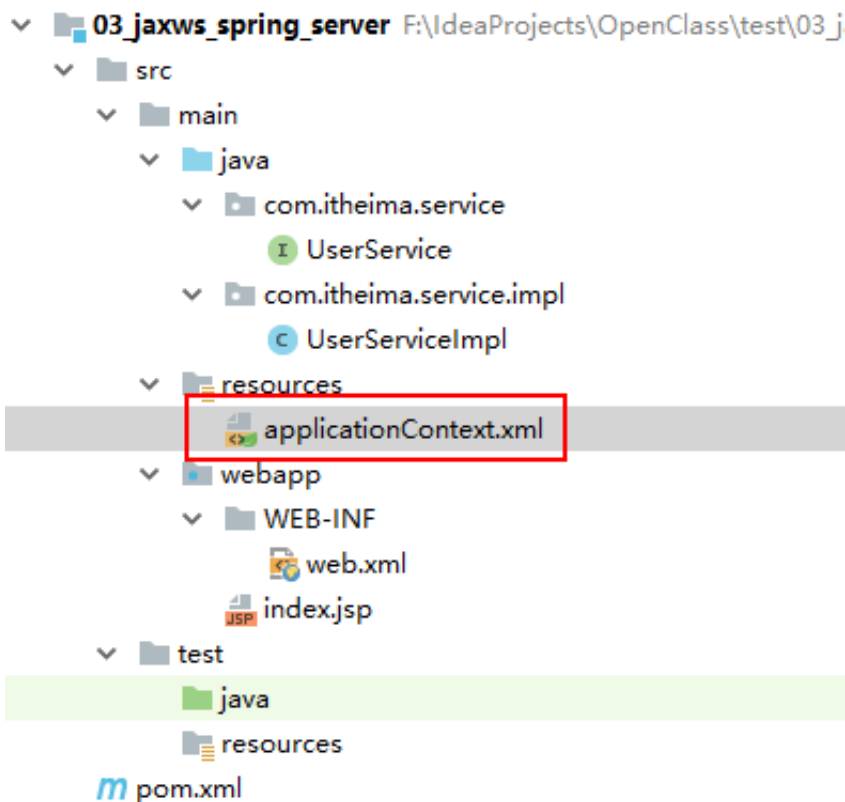 03_jaxws_spring_server F:\IdeaProjects\OpenClass\test\03_j
src
main
java
com.itheima.service
I UserService
com.itheima.service.impl
C UserServiceImpl
resources
applicationContext.xml
webapp
WEB-INF
web.xml
JSP index.jsp
test
java
resources
m pom.xml